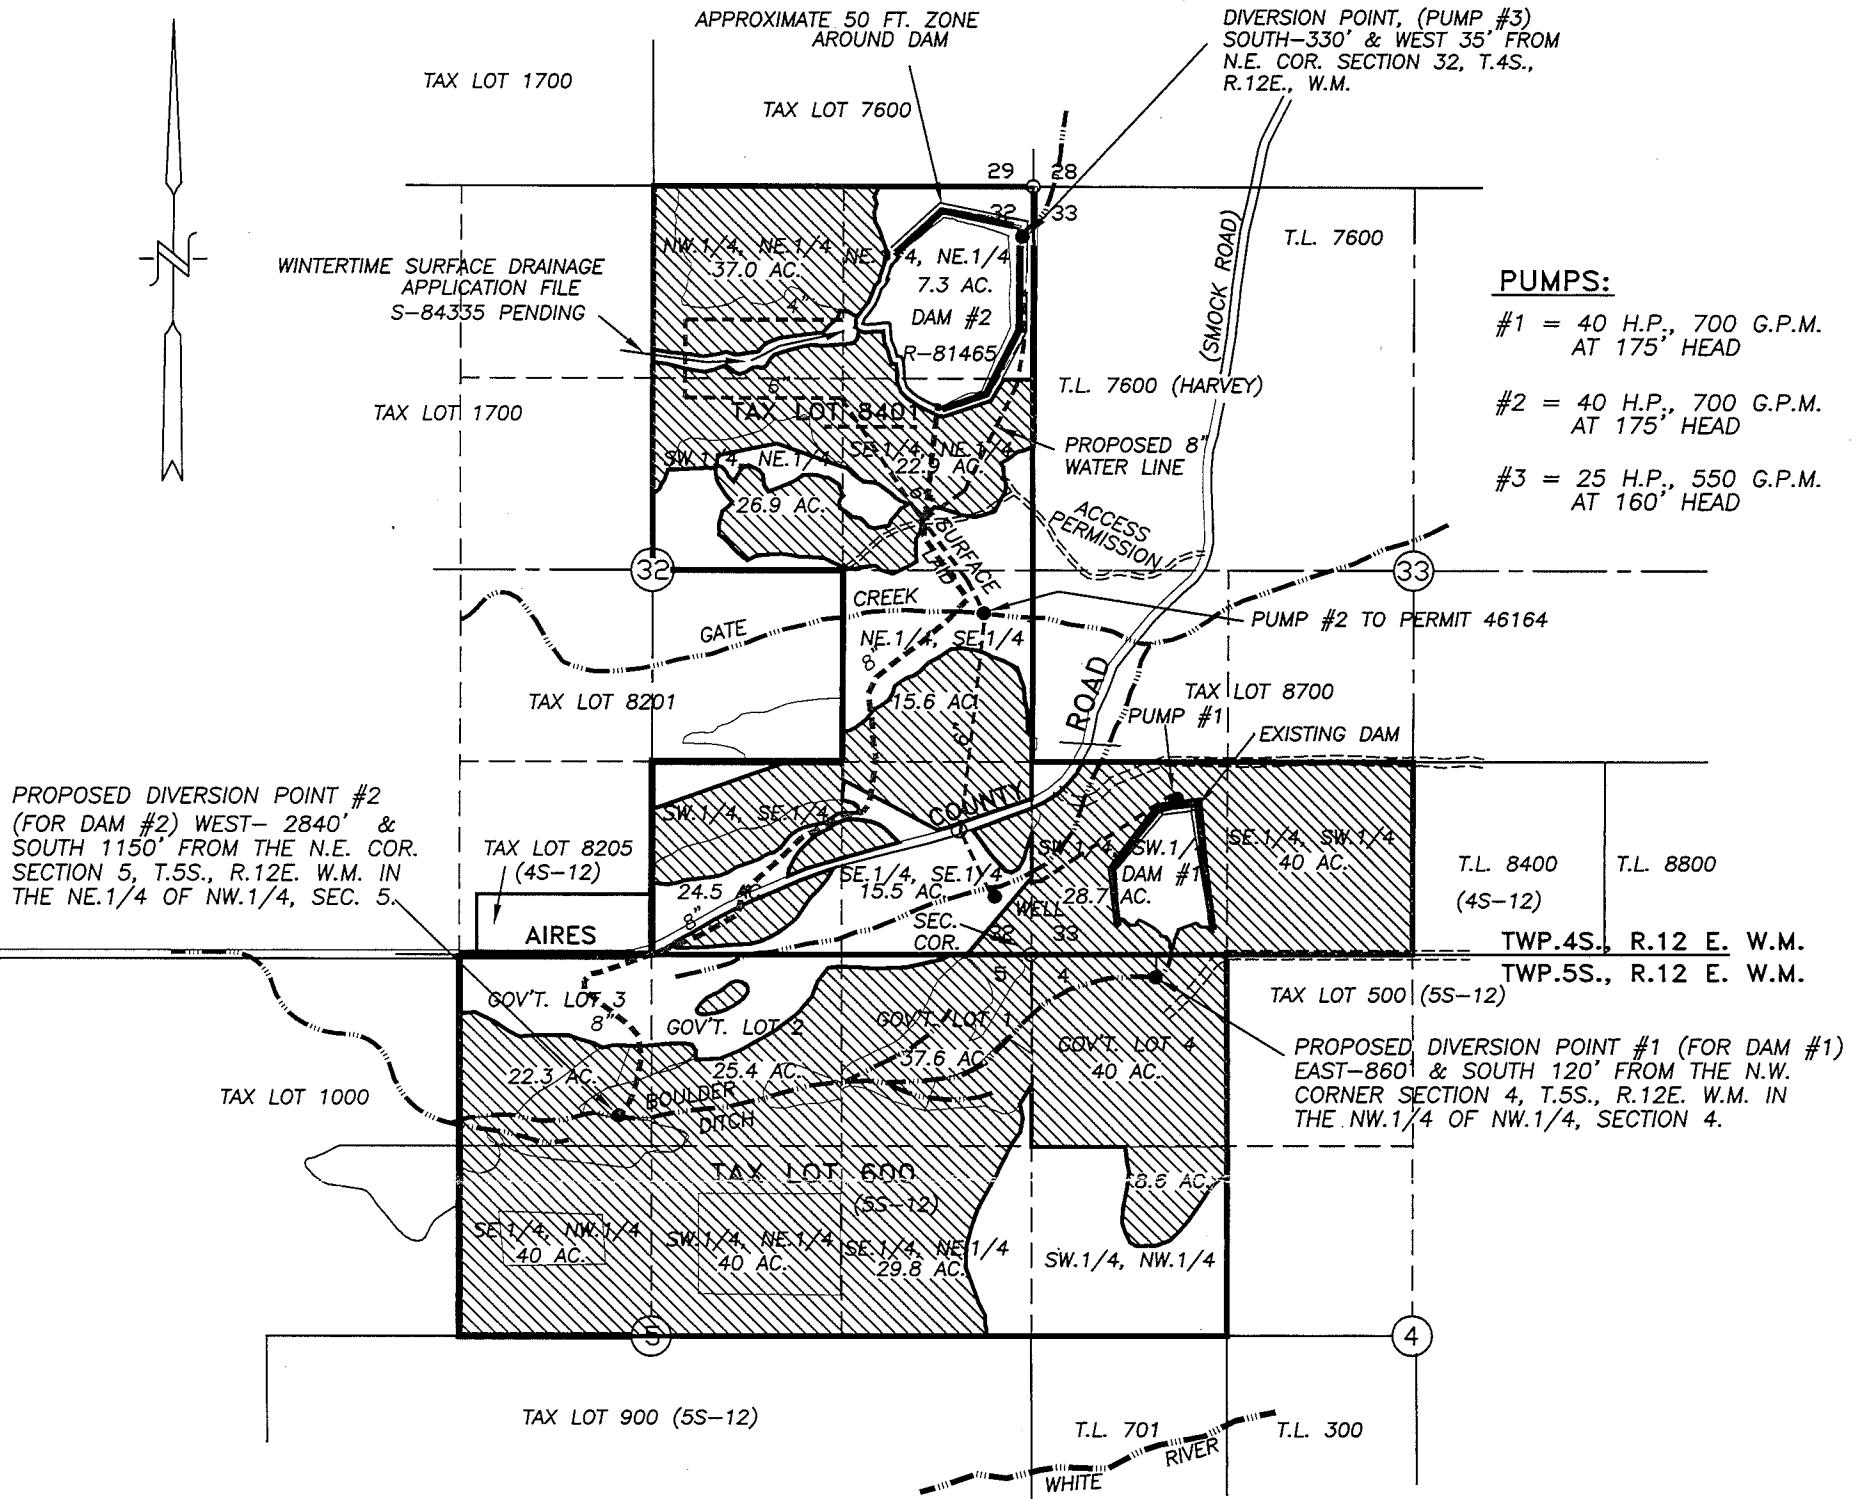 APPROXIMATE 50 FT. ZONE
AROUND DAM
DIVERSION POINT, (PUMP #3)
SOUTH-330' & WEST 35' FROM
N.E. COR. SECTION 32, T.4S.,
R.12E., W.M.
TAX LOT 1700
TAX LOT 7600
29 28
32 33
T.L. 7600
(SMOCK ROAD)
N
WINTERTIME SURFACE DRAINAGE
APPLICATION FILE
S-84335 PENDING
NW.1/4, NE.1/4
37.0 AC.
4"
6"
NE.1/4, NE.1/4
7.3 AC.
DAM #2
R-81465
PUMPS:
#1 = 40 H.P., 700 G.P.M.
AT 175' HEAD
#2 = 40 H.P., 700 G.P.M.
AT 175' HEAD
#3 = 25 H.P., 550 G.P.M.
AT 160' HEAD
TAX LOT 1700
TAX LOT 8401
T.L. 7600 (HARVEY)
SW.1/4, NE.1/4
26.9 AC.
SE.1/4, NE.1/4
22.9 AC.
PROPOSED 8"
WATER LINE
ACCESS
PERMISSION
6"
SURFACE
LAID
32
33
GATE
CREEK
PUMP #2 TO PERMIT 46164
NE.1/4, SE.1/4
8"
15.6 AC.
6"
TAX LOT 8201
ROAD
TAX LOT 8700
PUMP #1
EXISTING DAM
PROPOSED DIVERSION POINT #2
(FOR DAM #2) WEST- 2840' &
SOUTH 1150' FROM THE N.E. COR.
SECTION 5, T.5S., R.12E. W.M. IN
THE NE.1/4 OF NW.1/4, SEC. 5.
TAX LOT 8205
(4S-12)
AIRES
SW.1/4, SE.1/4
24.5 AC.
8"
COUNTY
SE.1/4, SE.1/4
15.5 AC.
WELL
SEC.
COR.
32 33
5 4
SW.1/4, SW.1/4
DAM #1
28.7 AC.
SE.1/4, SW.1/4
40 AC.
T.L. 8400
(4S-12)
T.L. 8800
TWP.4S., R.12 E. W.M.
TWP.5S., R.12 E. W.M.
TAX LOT 500 (5S-12)
GOV'T. LOT 3
8"
22.3 AC.
GOV'T. LOT 2
25.4 AC.
GOV'T. LOT 1
37.6 AC.
GOV'T. LOT 4
40 AC.
BOULDER
DITCH
PROPOSED DIVERSION POINT #1 (FOR DAM #1)
EAST-860' & SOUTH 120' FROM THE N.W.
CORNER SECTION 4, T.5S., R.12E. W.M. IN
THE NW.1/4 OF NW.1/4, SECTION 4.
TAX LOT 1000
TAX LOT 600
(5S-12)
8.6 AC.
SE.1/4, NW.1/4
40 AC.
SW.1/4, NE.1/4
40 AC.
SE.1/4, NE.1/4
29.8 AC.
SW.1/4, NW.1/4
5
4
TAX LOT 900 (5S-12)
T.L. 701
T.L. 300
WHITE
RIVER